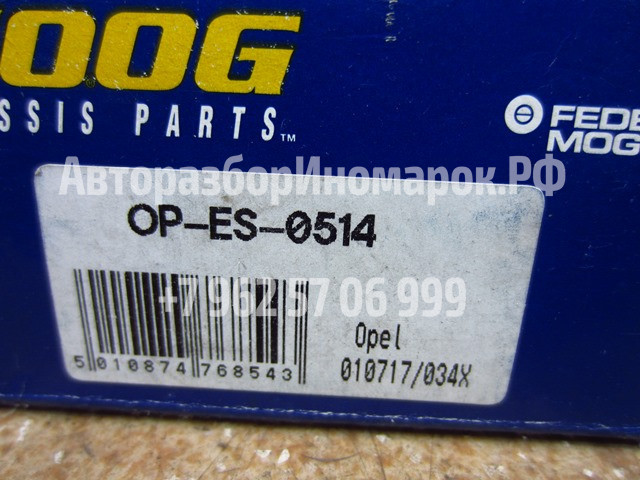 OOG
SSIS PARTS™
FEDE
MOG
АвторазборИномарок.РФ
OP-ES-0514
+7 962 57 06 999
5 010874 768543
Opel
010717/034X